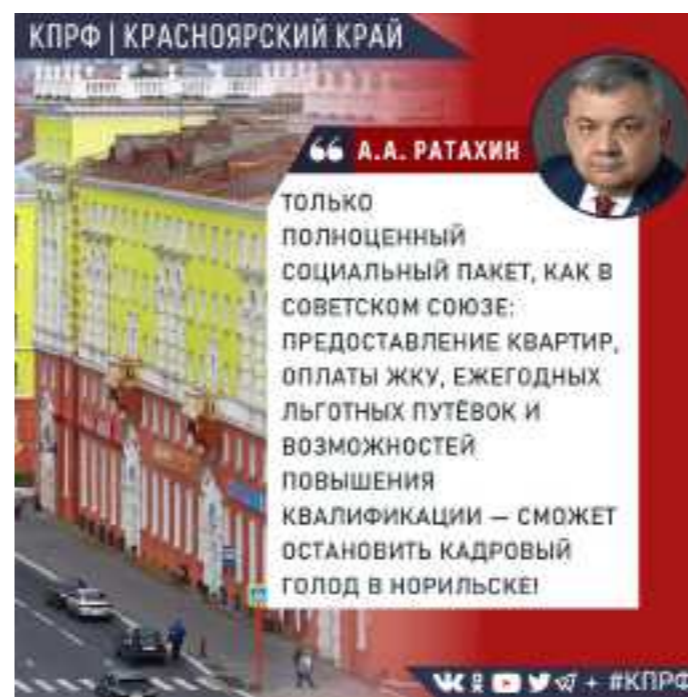 КПРФ | КРАСНОЯРСКИЙ КРАЙ
А.А. РАТАХИН
ТОЛЬКО
ПОЛНОЦЕННЫЙ
СОЦИАЛЬНЫЙ ПАКЕТ, КАК В
СОВЕТСКОМ СОЮЗЕ:
ПРЕДОСТАВЛЕНИЕ КВАРТИР,
ОПЛАТЫ ЖКУ, ЕЖЕГОДНЫХ
ЛЬГОТНЫХ ПУТЁВОК И
ВОЗМОЖНОСТЕЙ
ПОВЫШЕНИЯ
КВАЛИФИКАЦИИ — СМОЖЕТ
ОСТАНОВИТЬ КАДРОВЫЙ
ГОЛОД В НОРИЛЬСКЕ!
+ #КПРФ